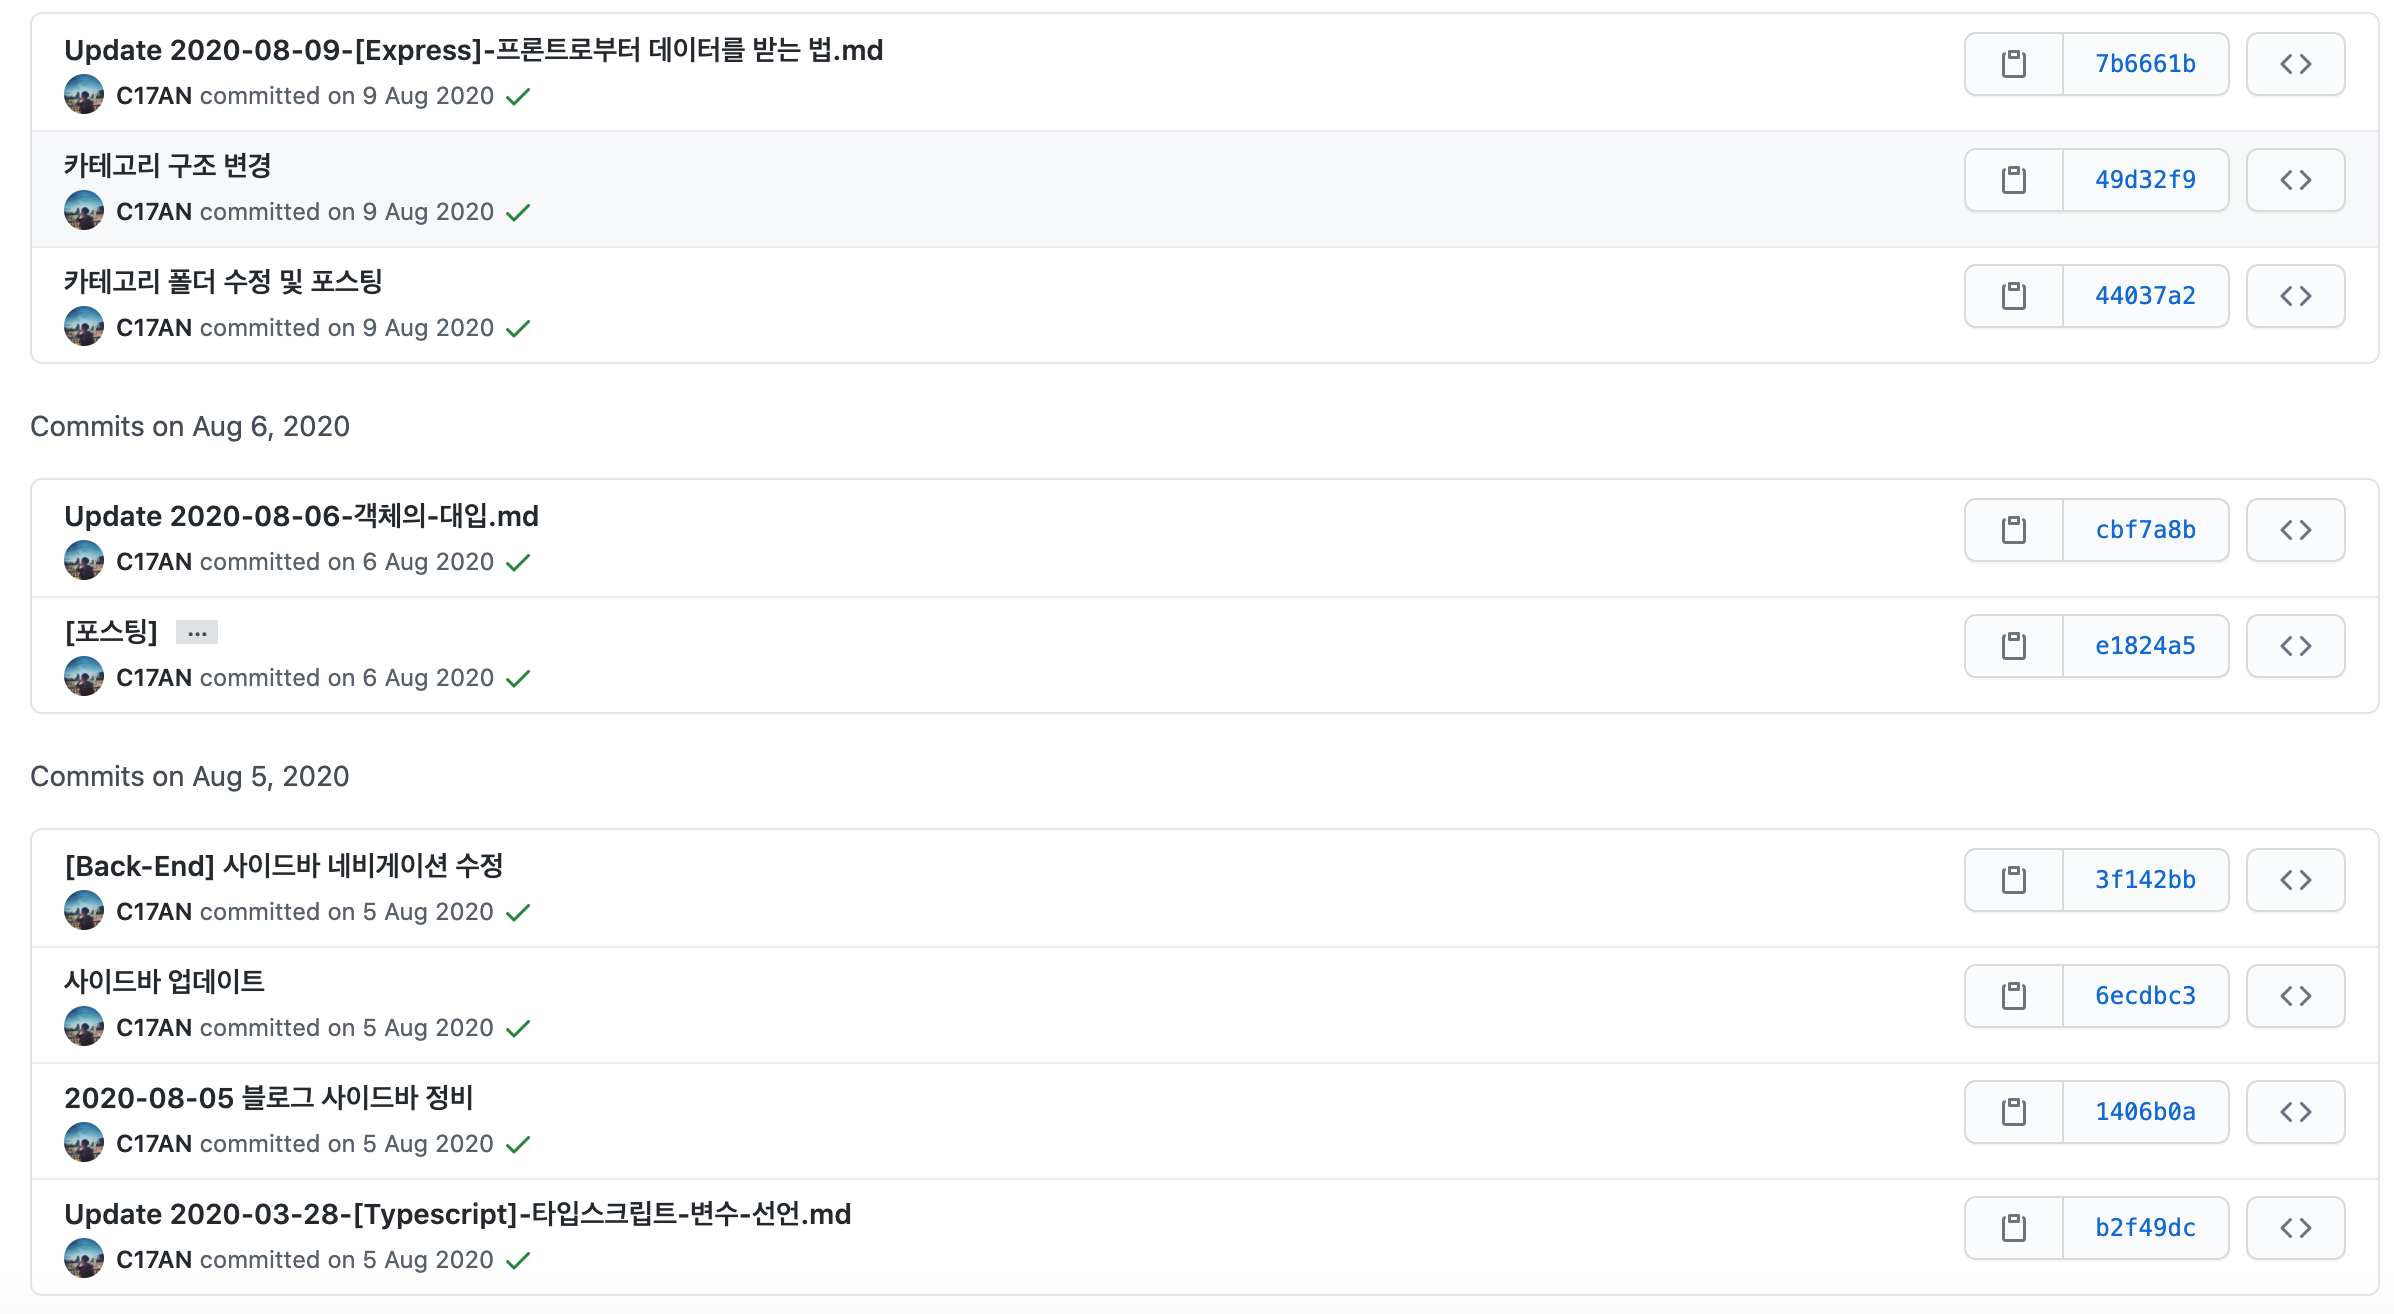 Update 2020-08-09-[Express]-프론트로부터 데이터를 받는 법.md
C17AN committed on 9 Aug 2020
7b6661b
카테고리 구조 변경
C17AN committed on 9 Aug 2020
49d32f9
카테고리 폴더 수정 및 포스팅
C17AN committed on 9 Aug 2020
44037a2
Commits on Aug 6, 2020
Update 2020-08-06-객체의-대입.md
C17AN committed on 6 Aug 2020
cbf7a8b
[포스팅] ...
C17AN committed on 6 Aug 2020
e1824a5
Commits on Aug 5, 2020
[Back-End] 사이드바 네비게이션 수정
C17AN committed on 5 Aug 2020
3f142bb
사이드바 업데이트
C17AN committed on 5 Aug 2020
6ecdbc3
2020-08-05 블로그 사이드바 정비
C17AN committed on 5 Aug 2020
1406b0a
Update 2020-03-28-[Typescript]-타입스크립트-변수-선언.md
C17AN committed on 5 Aug 2020
b2f49dc